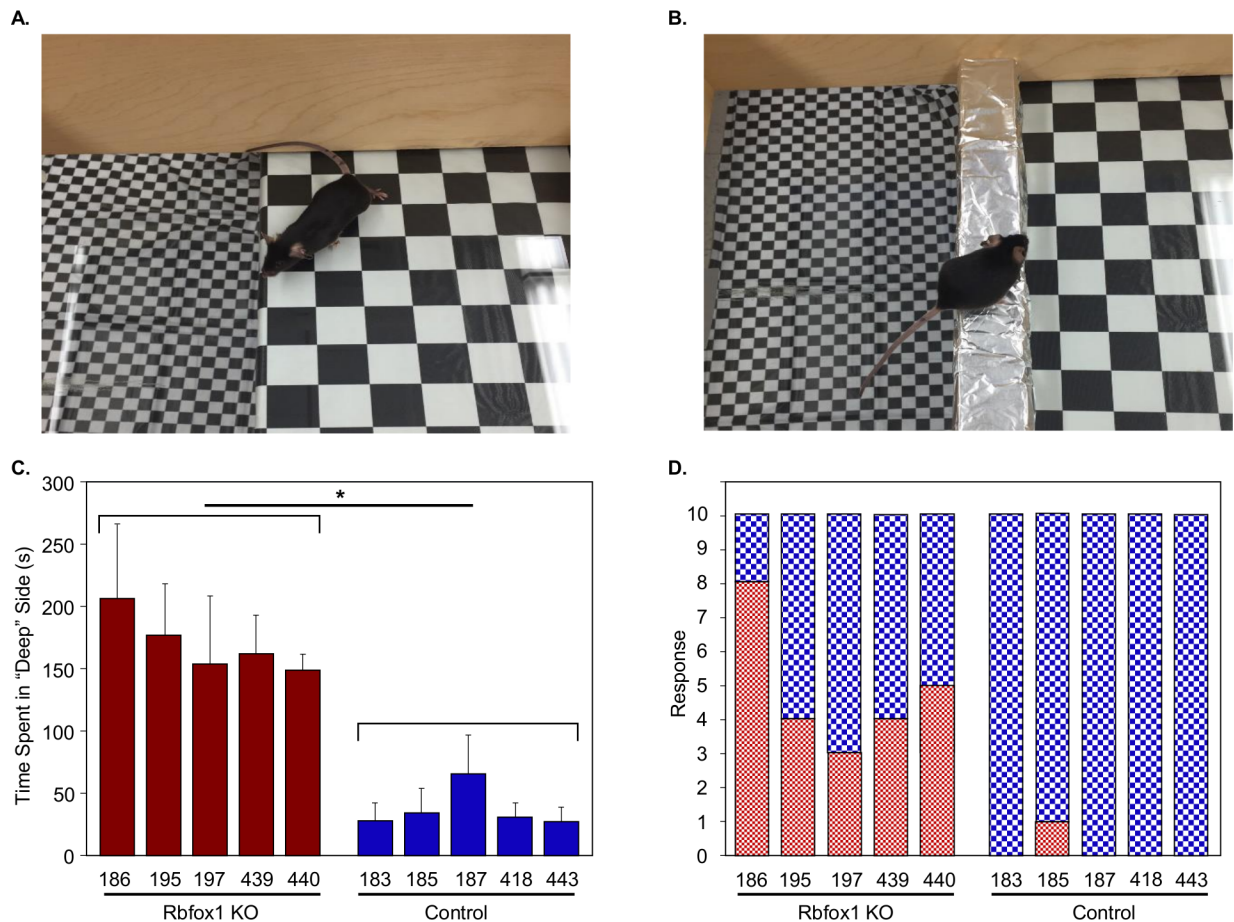 A.
B.
C.
Time Spent in “Deep” Side (s)
300
250
200
150
100
50
0
*
186 195 197 439 440 183 185 187 418 443
Rbfox1 KO Control
D.
Response
10
9
8
7
6
5
4
3
2
1
0
186 195 197 439 440 183 185 187 418 443
Rbfox1 KO Control